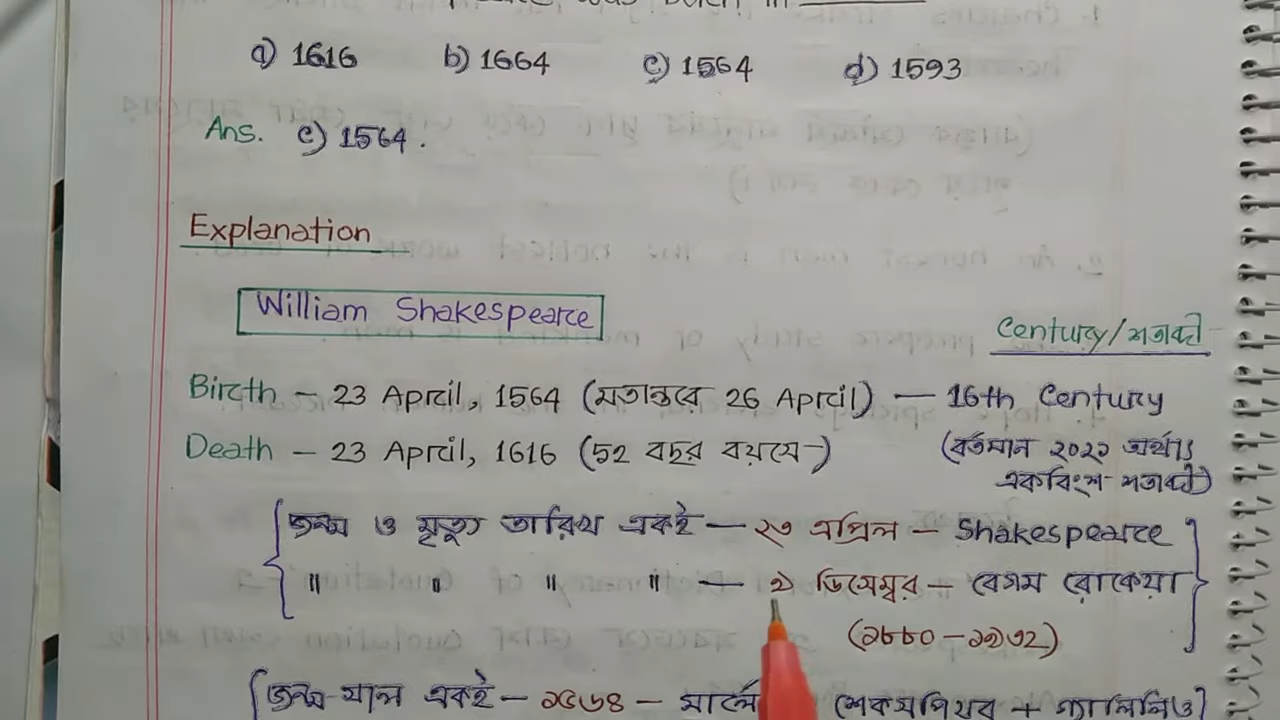 a) 1616 b) 1664 c) 1564 d) 1593
Ans. c) 1564.
Explanation
William Shakespeare
Century/শতাব্দী
Birth – 23 April, 1564 (মতান্তরে 26 April) — 16th Century
Death – 23 April, 1616 (৫২ বছর বয়সে)
(বর্তমান ২০২১ অর্থাৎ
একবিংশ শতাব্দী)
জন্ম ও মৃত্যু তারিখ একই — ২৩ এপ্রিল – Shakespeare
" " " " — ৯ ডিসেম্বর – বেগম রোকেয়া
(১৮৮০ – ১৯৩২)
জন্ম সাল একই – ১৫৬৪ – শেকসপিয়র + গ্যালিলিও